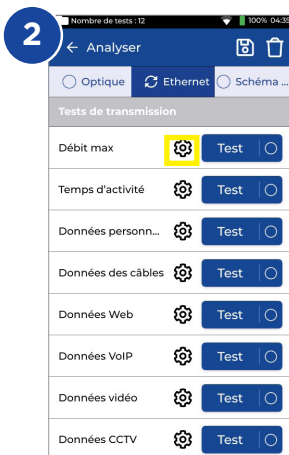 2
Nombre de tests : 12 100% 04:35
Analyser
Optique Ethernet Schéma ...
Tests de transmission
Débit max Test
Temps d'activité Test
Données personn... Test
Données des câbles Test
Données Web Test
Données VoIP Test
Données vidéo Test
Données CCTV Test